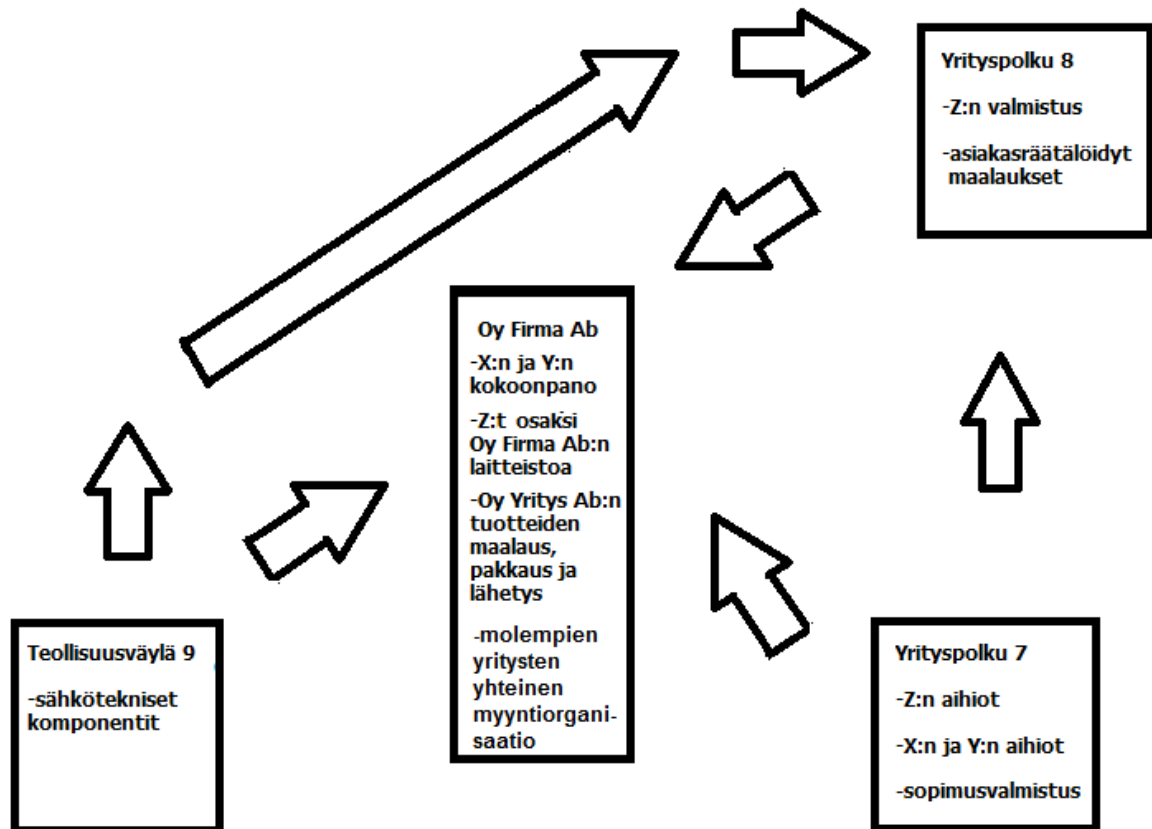 Yrityspolku 8
-Z:n valmistus
-asiakasräätälöidyt
maalaukset
Oy Firma Ab
-X:n ja Y:n
kokoonpano
-Z:t osaksi
Oy Firma Ab:n
laitteistoa
-Oy Yritys Ab:n
tuotteiden
maalaus,
pakkaus ja
lähetys
-molempien
yritysten
yhteinen
myyntiorgani-
saatio
Teollisuusväylä 9
-sähkötekniset
komponentit
Yrityspolku 7
-Z:n aihiot
-X:n ja Y:n aihiot
-sopimusvalmistus